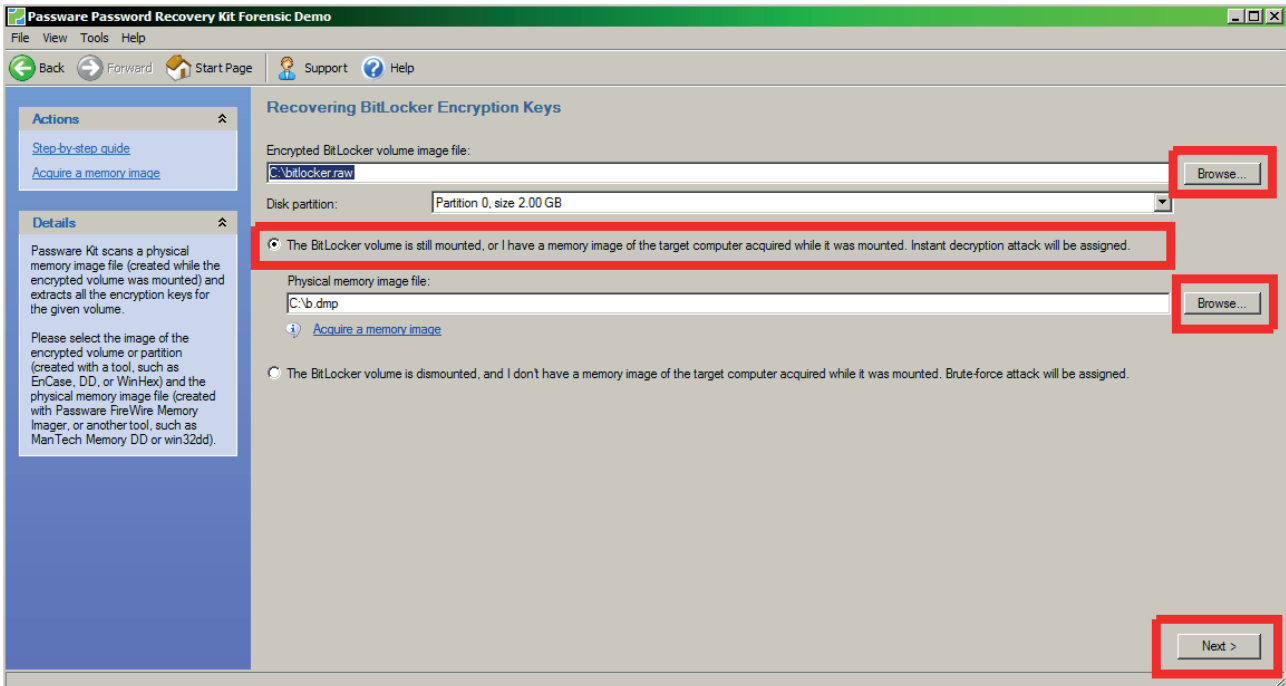 Passware Password Recovery Kit Forensic Demo
File View Tools Help
Back Forward Start Page Support Help
Actions
Step-by-step guide
Acquire a memory image
Details
Passware Kit scans a physical
memory image file (created while the
encrypted volume was mounted) and
extracts all the encryption keys for
the given volume.
Please select the image of the
encrypted volume or partition
(created with a tool, such as
EnCase, DD, or WinHex) and the
physical memory image file (created
with Passware FireWire Memory
Imager, or another tool, such as
ManTech Memory DD or win32dd).
Recovering BitLocker Encryption Keys
Encrypted BitLocker volume image file:
C:\bitlocker.raw
Browse...
Disk partition: Partition 0, size 2.00 GB
The BitLocker volume is still mounted, or I have a memory image of the target computer acquired while it was mounted. Instant decryption attack will be assigned.
Physical memory image file:
C:\b.dmp
Browse...
Acquire a memory image
The BitLocker volume is dismounted, and I don't have a memory image of the target computer acquired while it was mounted. Brute-force attack will be assigned.
Next >